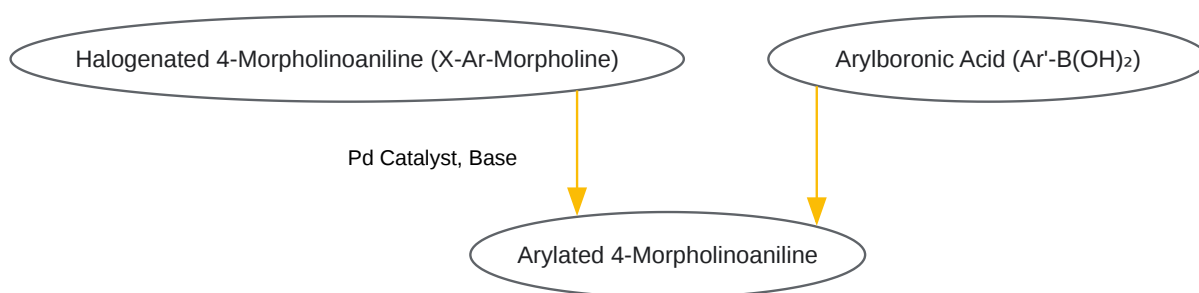 Halogenated 4-Morpholinoaniline (X-Ar-Morpholine)
Arylboronic Acid (Ar'-B(OH)₂)
Pd Catalyst, Base
Arylated 4-Morpholinoaniline